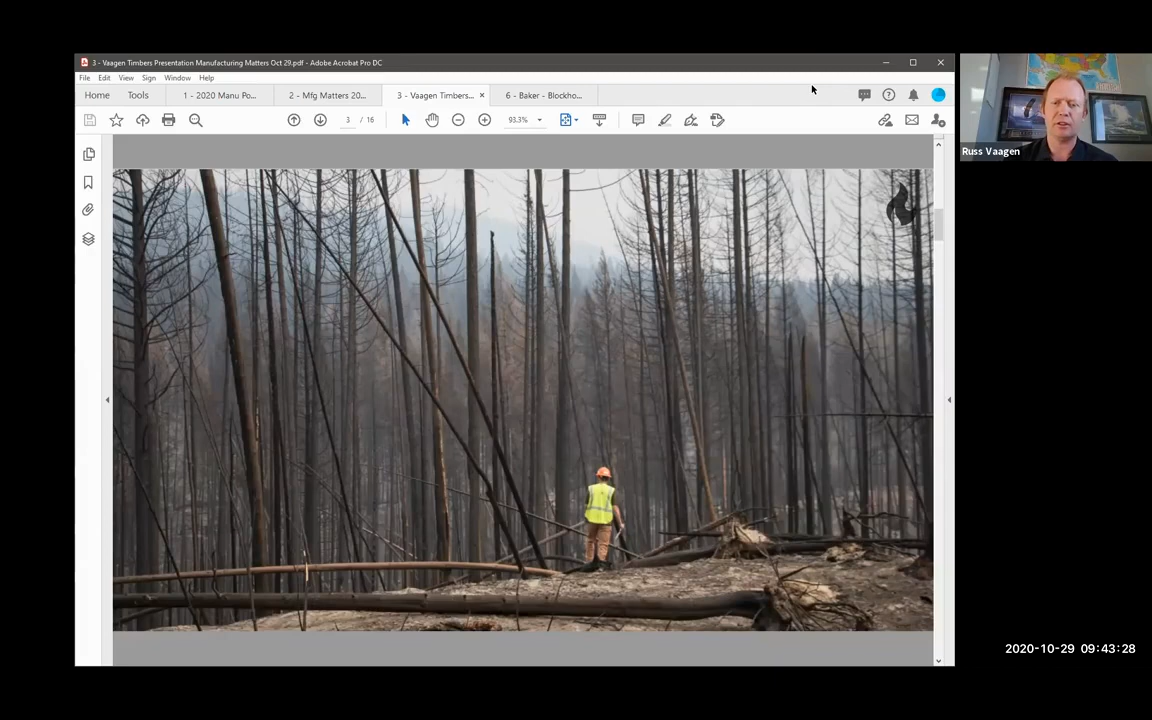 3 - Vaagen Timbers Presentation Manufacturing Matters Oct 29.pdf - Adobe Acrobat Pro DC
File Edit View Sign Window Help
Home Tools 1 - 2020 Manu Po... 2 - Mfg Matters 20... 3 - Vaagen Timbers... × 6 - Baker - Blockho...
3 / 16 93.3%
Russ Vaagen
2020-10-29 09:43:28